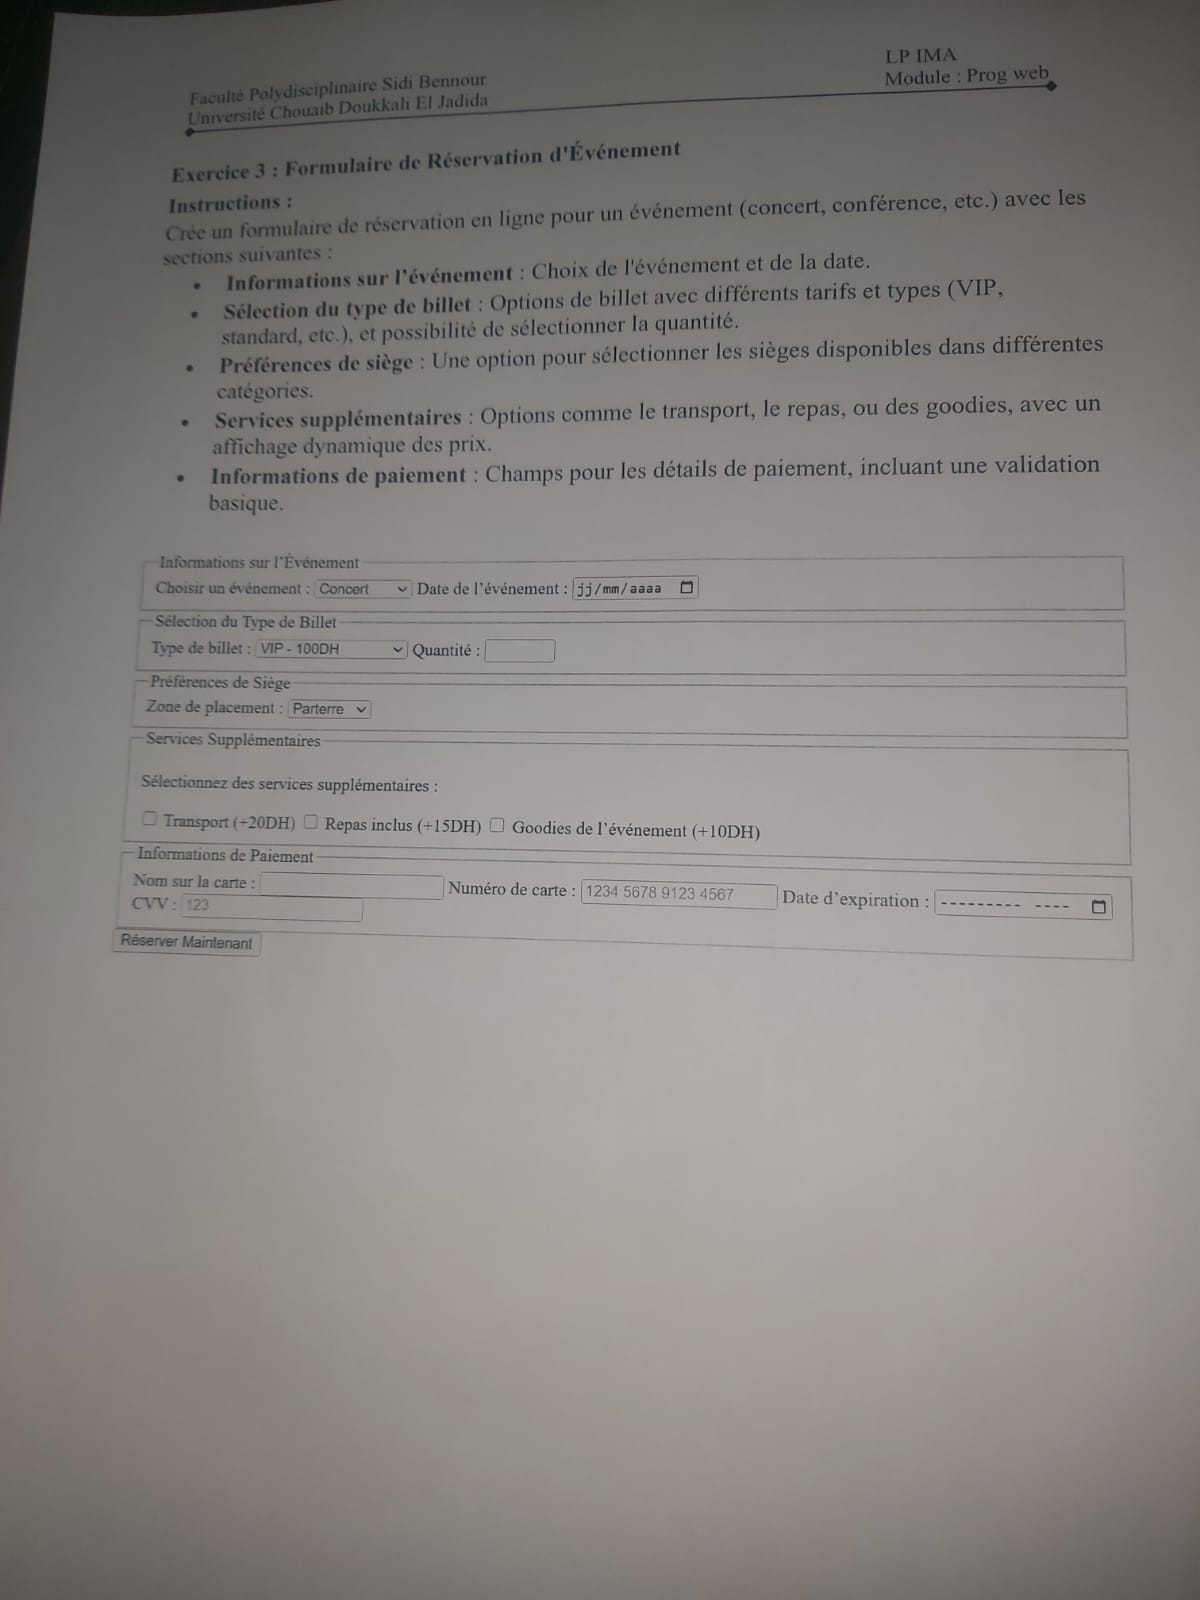 Faculté Polydisciplinaire Sidi Bennour
Université Chouaib Doukkali El Jadida
LP IMA
Module : Prog web
Exercice 3 : Formulaire de Réservation d'Événement
Instructions :
Crée un formulaire de réservation en ligne pour un événement (concert, conférence, etc.) avec les
sections suivantes :
• Informations sur l'événement : Choix de l'événement et de la date.
• Sélection du type de billet : Options de billet avec différents tarifs et types (VIP,
standard, etc.), et possibilité de sélectionner la quantité.
• Préférences de siège : Une option pour sélectionner les sièges disponibles dans différentes
catégories.
• Services supplémentaires : Options comme le transport, le repas, ou des goodies, avec un
affichage dynamique des prix.
• Informations de paiement : Champs pour les détails de paiement, incluant une validation
basique.
Informations sur l'Événement
Choisir un événement : Concert Date de l'événement : jj/mm/aaaa
Sélection du Type de Billet
Type de billet : VIP - 100DH Quantité :
Préférences de Siège
Zone de placement : Parterre
Services Supplémentaires
Sélectionnez des services supplémentaires :
Transport (+20DH) Repas inclus (+15DH) Goodies de l'événement (+10DH)
Informations de Paiement
Nom sur la carte : Numéro de carte : 1234 5678 9123 4567 Date d'expiration : --------- ----
CVV : 123
Réserver Maintenant